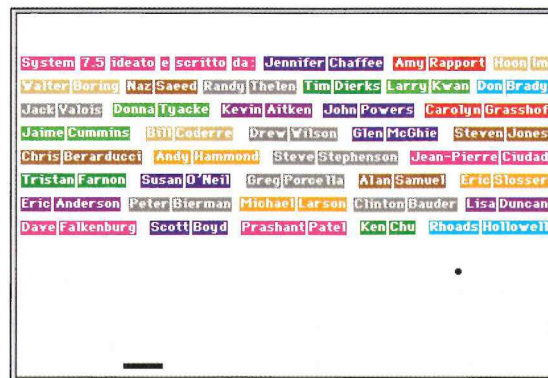 System 7.5 ideato e scritto da: Jennifer Chaffee Amy Rapport Hoon Im
Walter Boring Naz Saeed Randy Thelen Tim Dierks Larry Kwan Don Brady
Jack Valois Donna Tyacke Kevin Aitken John Powers Carolyn Grasshof
Jaime Cummins Bill Coderre Drew Wilson Glen McGhie Steven Jones
Chris Berarducci Andy Hammond Steve Stephenson Jean-Pierre Ciudad
Tristan Farnon Susan O'Neil Greg Porcella Alan Samuel Eric Slosser
Eric Anderson Peter Bierman Michael Larson Clinton Bauder Lisa Duncan
Dave Falkenburg Scott Boyd Prashant Patel Ken Chu Rhoads Hollowell